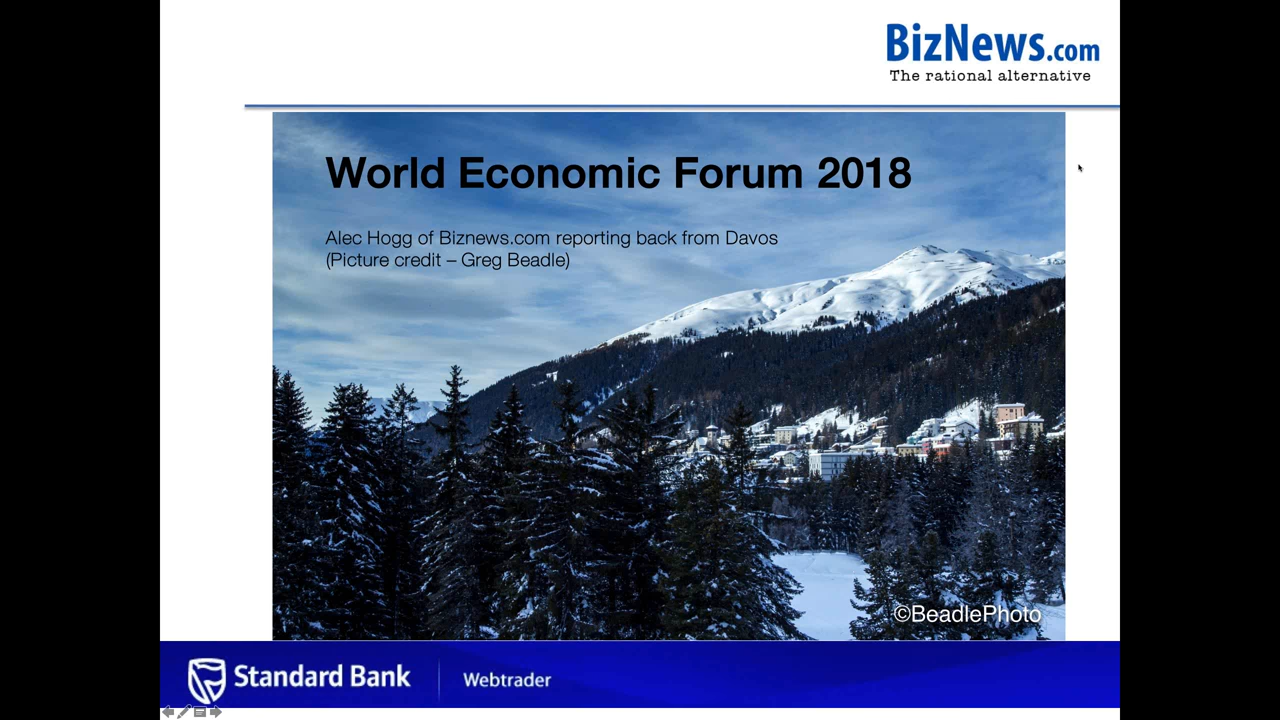 BizNews.com
The rational alternative
World Economic Forum 2018
Alec Hogg of Biznews.com reporting back from Davos
(Picture credit – Greg Beadle)
©BeadlePhoto
Standard Bank
Webtrader